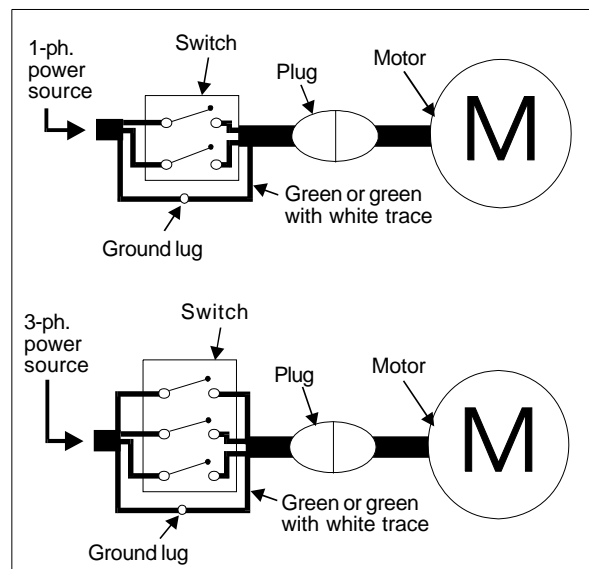 1-ph.
power
source
Switch
Plug
Motor
M
Green or green
with white trace
Ground lug
3-ph.
power
source
Switch
Plug
Motor
M
Green or green
with white trace
Ground lug